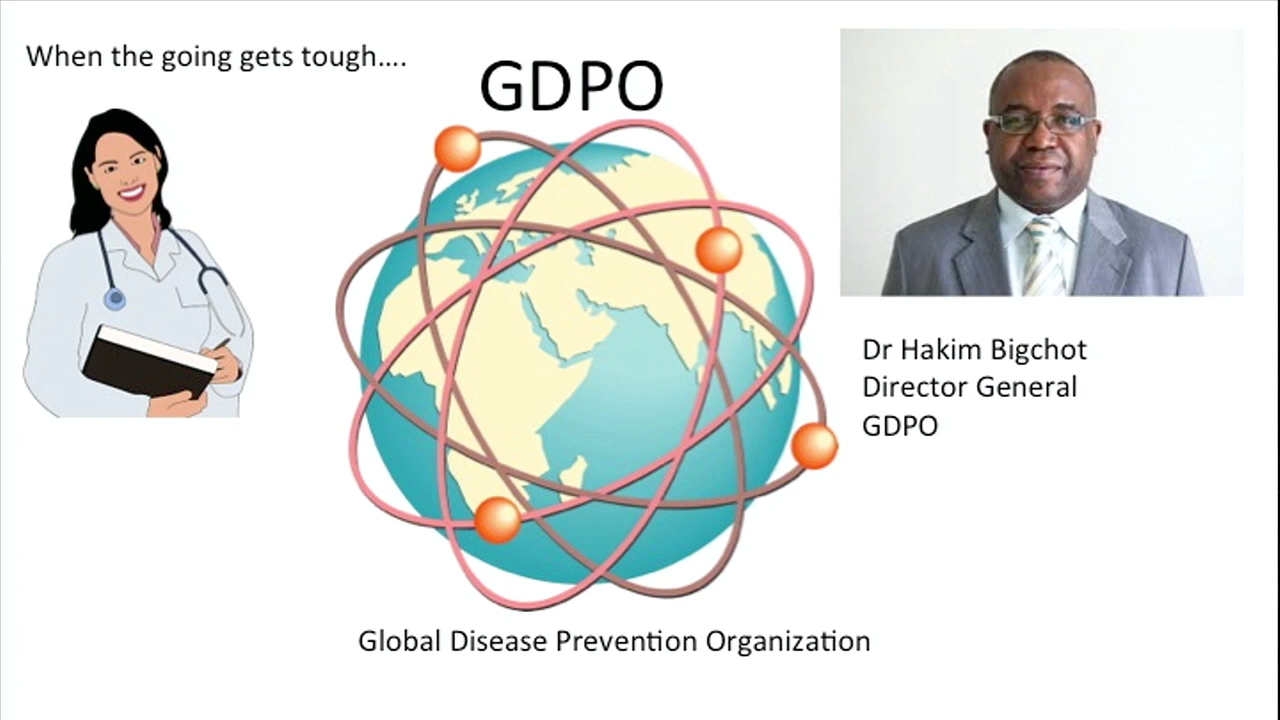 When the going gets tough....
GDPO
Dr Hakim Bigchot
Director General
GDPO
Global Disease Prevention Organization